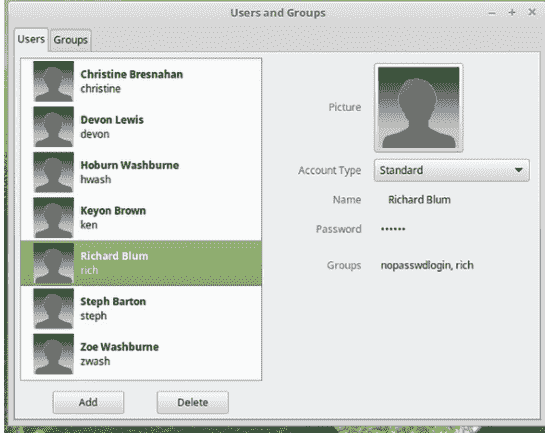 Users and Groups
Users Groups
Christine Bresnahan
christine
Devon Lewis
devon
Hoburn Washburne
hwash
Keyon Brown
ken
Richard Blum
rich
Steph Barton
steph
Zoe Washburne
zwash
Add Delete
Picture
Account Type Standard
Name Richard Blum
Password ••••••
Groups nopasswdlogin, rich